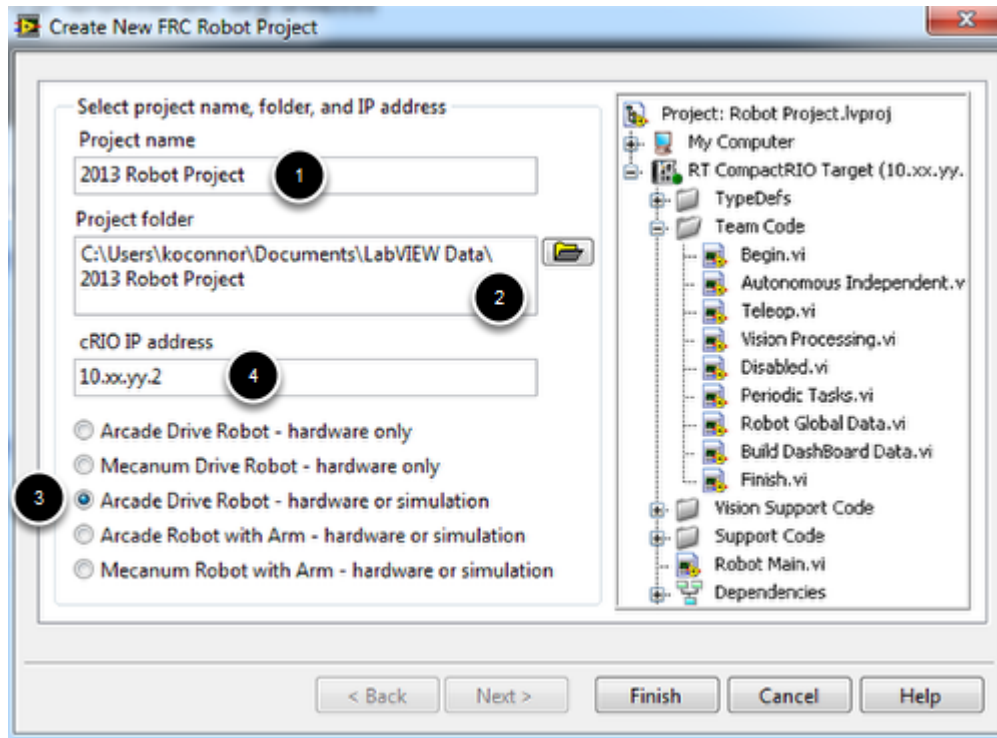 Create New FRC Robot Project
Select project name, folder, and IP address
Project name
2013 Robot Project
1
Project folder
C:\Users\koconnor\Documents\LabVIEW Data\
2013 Robot Project
2
cRIO IP address
10.xx.yy.2
4
Arcade Drive Robot - hardware only
Mecanum Drive Robot - hardware only
3
Arcade Drive Robot - hardware or simulation
Arcade Robot with Arm - hardware or simulation
Mecanum Robot with Arm - hardware or simulation
Project: Robot Project.lvproj
My Computer
RT CompactRIO Target (10.xx.yy.
TypeDefs
Team Code
Begin.vi
Autonomous Independent.v
Teleop.vi
Vision Processing.vi
Disabled.vi
Periodic Tasks.vi
Robot Global Data.vi
Build DashBoard Data.vi
Finish.vi
Vision Support Code
Support Code
Robot Main.vi
Dependencies
< Back
Next >
Finish
Cancel
Help